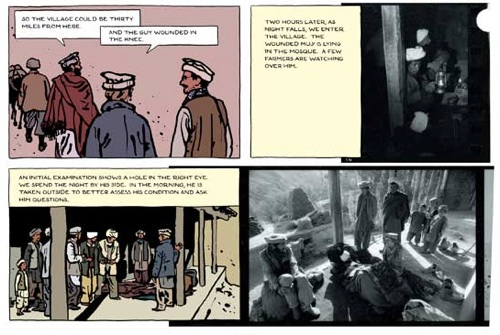 SO THE VILLAGE COULD BE THIRTY
MILES FROM HERE.
AND THE GUY WOUNDED IN
THE KNEE.
TWO HOURS LATER, AS
NIGHT FALLS, WE ENTER
THE VILLAGE. THE
WOUNDED MUJ IS LYING
IN THE MOSQUE. A FEW
FARMERS ARE WATCHING
OVER HIM.
AN INITIAL EXAMINATION SHOWS A HOLE IN THE RIGHT EYE.
WE SPEND THE NIGHT BY HIS SIDE. IN THE MORNING, HE IS
TAKEN OUTSIDE TO BETTER ASSESS HIS CONDITION AND ASK
HIM QUESTIONS.